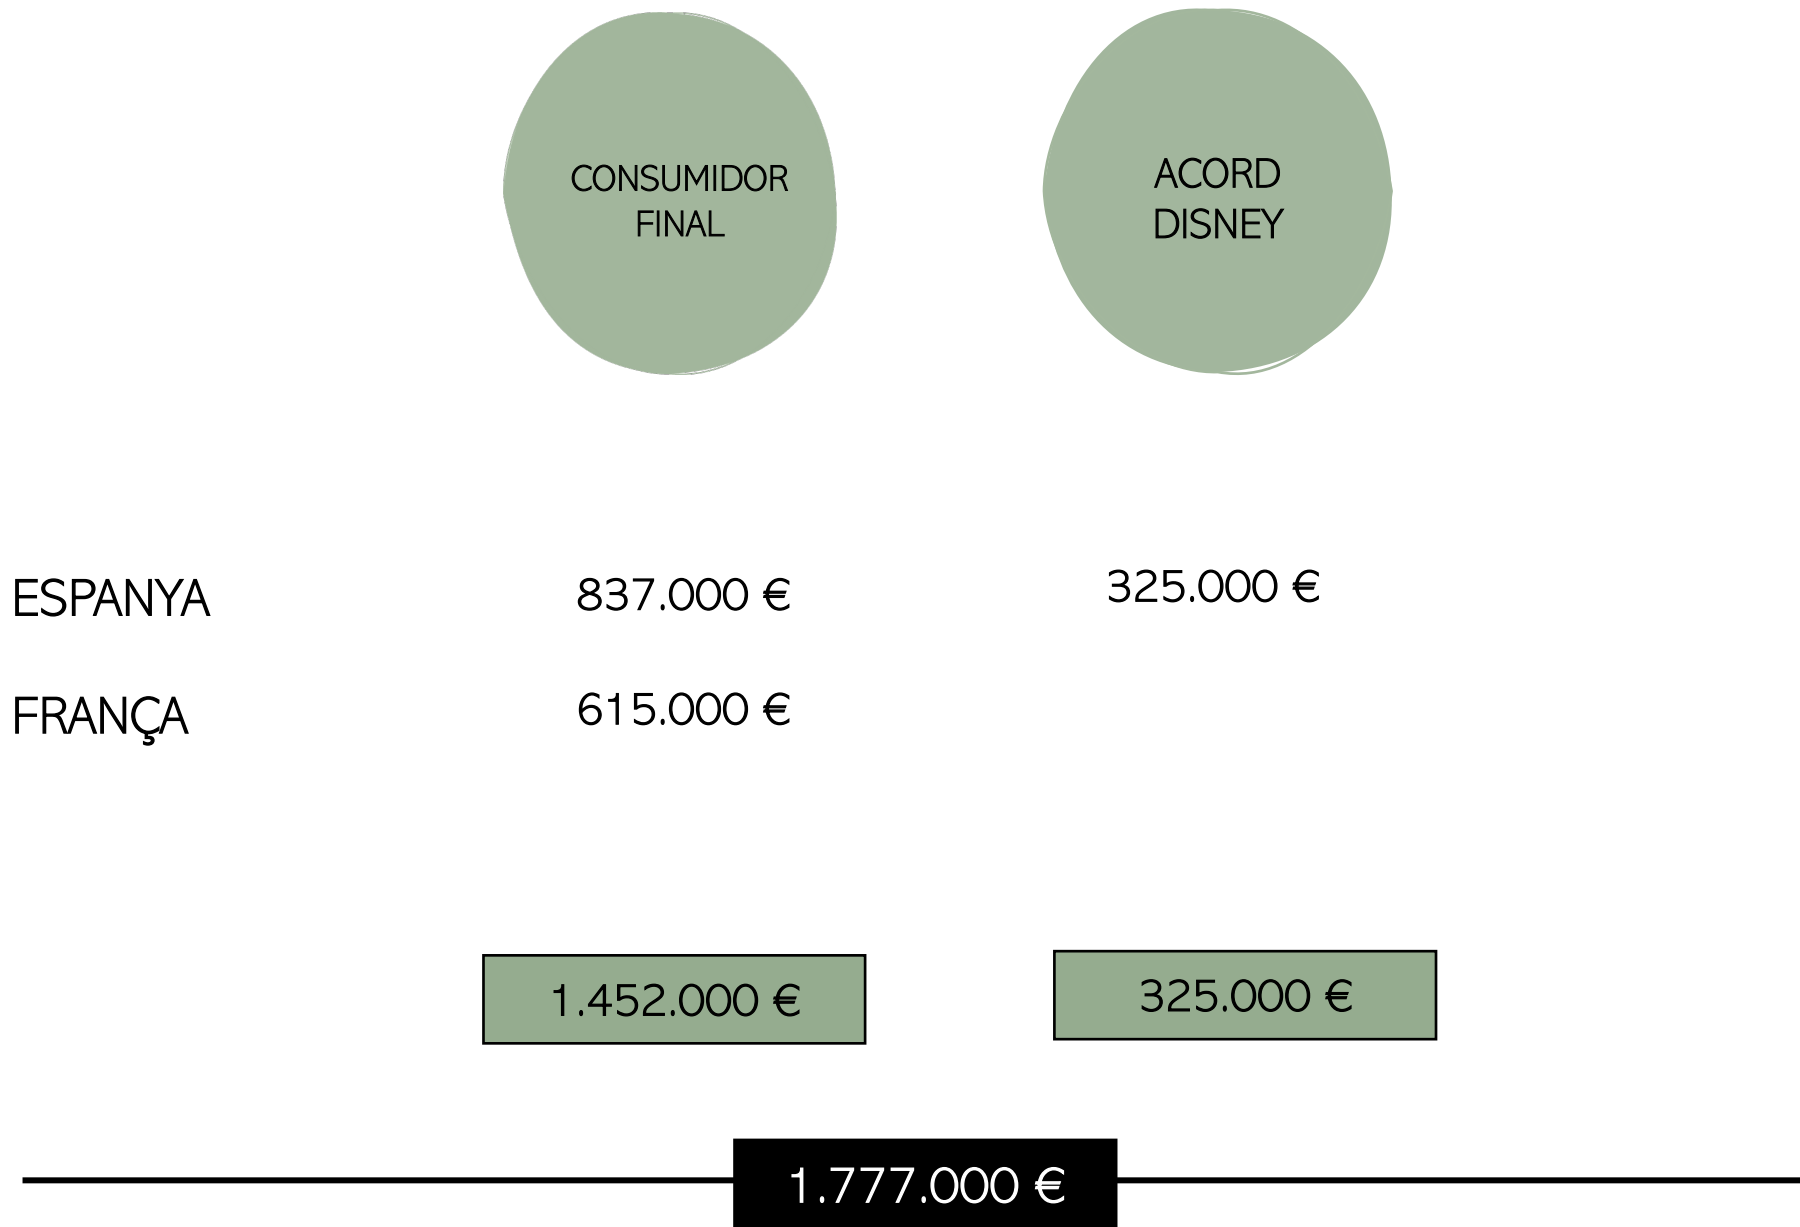 CONSUMIDOR
FINAL
ACORD
DISNEY
ESPANYA 837.000 € 325.000 €
FRANÇA 615.000 €
1.452.000 € 325.000 €
1.777.000 €